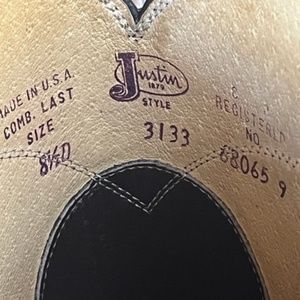 MADE IN U.S.A.
COMB. LAST
SIZE
8½D
Justin
1879
STYLE
3133
REGISTERED
NO.
68065 9